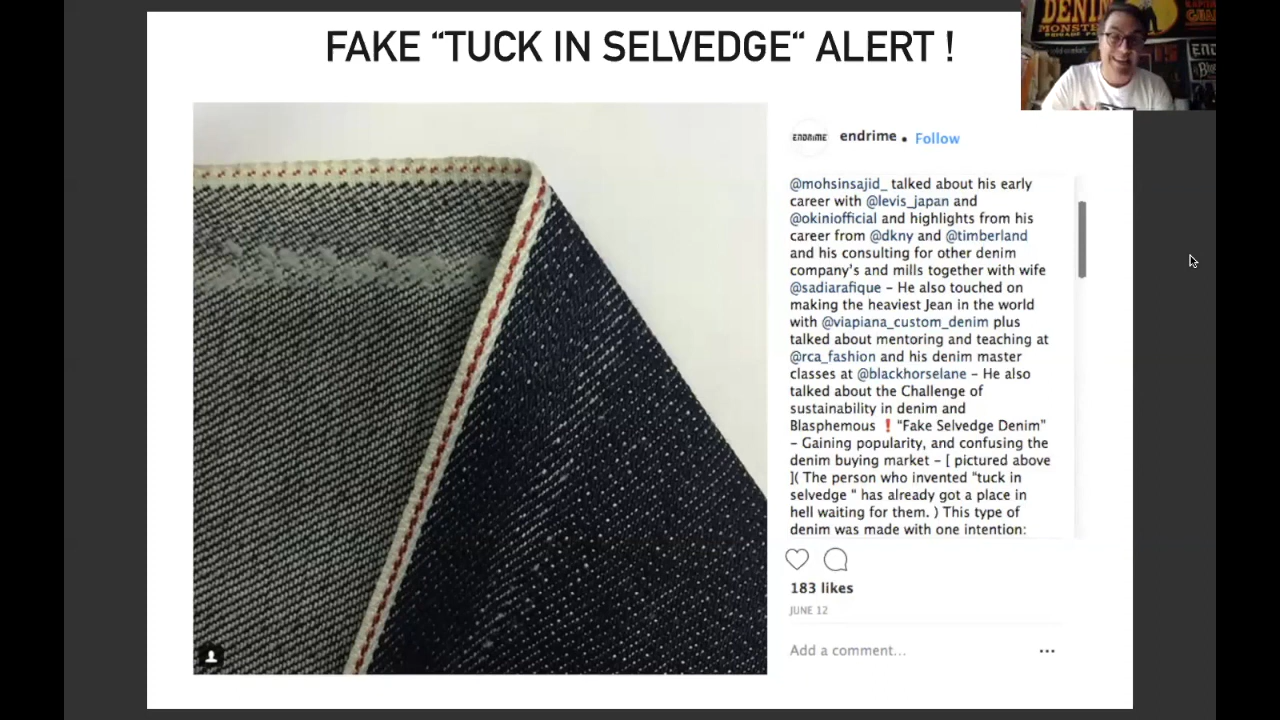 FAKE “TUCK IN SELVEDGE“ ALERT !
DENIM
MONST
ENDRIME
endrime • Follow
@mohsinsajid_ talked about his early
career with @levis_japan and
@okiniofficial and highlights from his
career from @dkny and @timberland
and his consulting for other denim
company's and mills together with wife
@sadiarafique – He also touched on
making the heaviest Jean in the world
with @viapiana_custom_denim plus
talked about mentoring and teaching at
@rca_fashion and his denim master
classes at @blackhorselane – He also
talked about the Challenge of
sustainability in denim and
Blasphemous ❗ “Fake Selvedge Denim”
– Gaining popularity, and confusing the
denim buying market – [ pictured above
]( The person who invented “tuck in
selvedge “ has already got a place in
hell waiting for them. ) This type of
denim was made with one intention:
183 likes
JUNE 12
Add a comment…